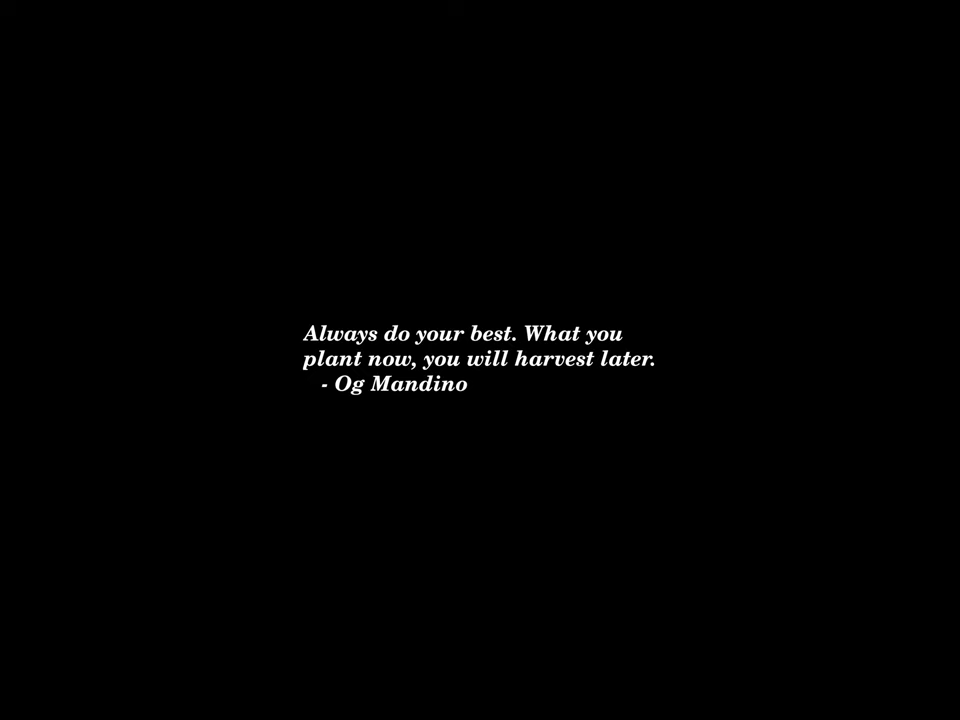 Always do your best. What you
plant now, you will harvest later.
- Og Mandino